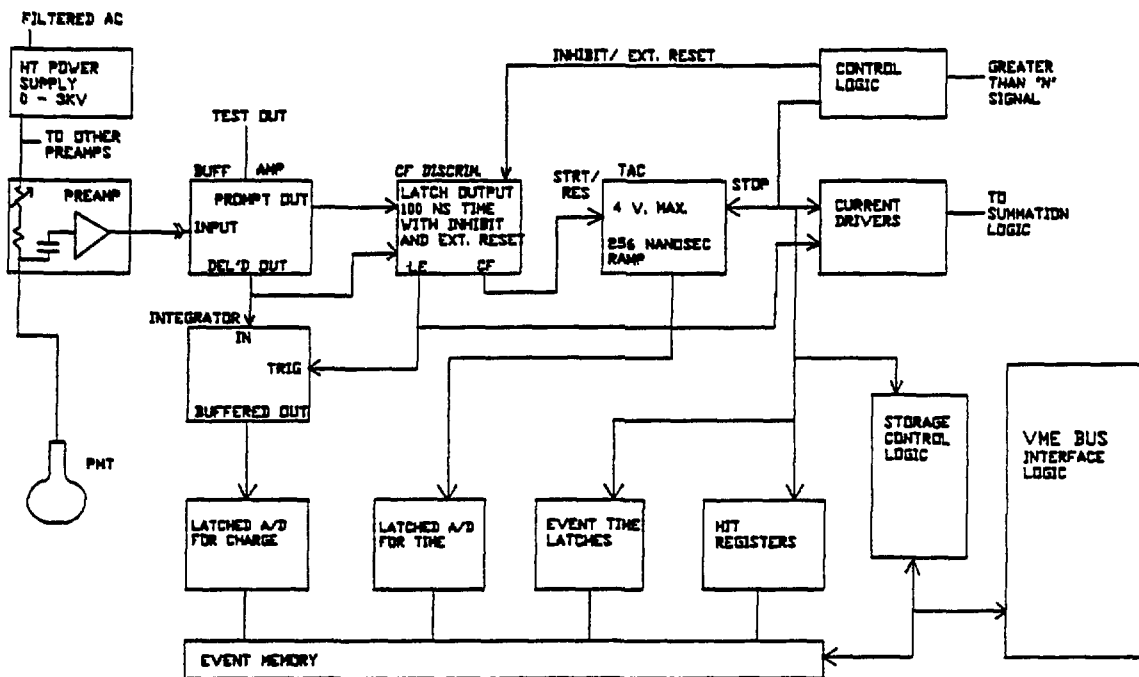 FILTERED AC
HT POWER
SUPPLY
0 - 3KV
TO OTHER
PREAMPS
PREAMP
TEST OUT
BUFF AMP
PROMPT OUT
INPUT
DEL'D OUT
INTEGRATOR
IN
TRIG
BUFFERED OUT
PMT
CF DISCRIM.
LATCH OUTPUT
100 NS TIME
WITH INHIBIT
AND EXT. RESET
LE CF
INHIBIT/ EXT. RESET
STRT/
RES
TAC
4 V. MAX.
256 NANOSEC
RAMP
STOP
CONTROL
LOGIC
GREATER
THAN "N"
SIGNAL
CURRENT
DRIVERS
TO
SUMMATION
LOGIC
STORAGE
CONTROL
LOGIC
VME BUS
INTERFACE
LOGIC
LATCHED A/D
FOR CHARGE
LATCHED A/D
FOR TIME
EVENT TIME
LATCHES
HIT
REGISTERS
EVENT MEMORY